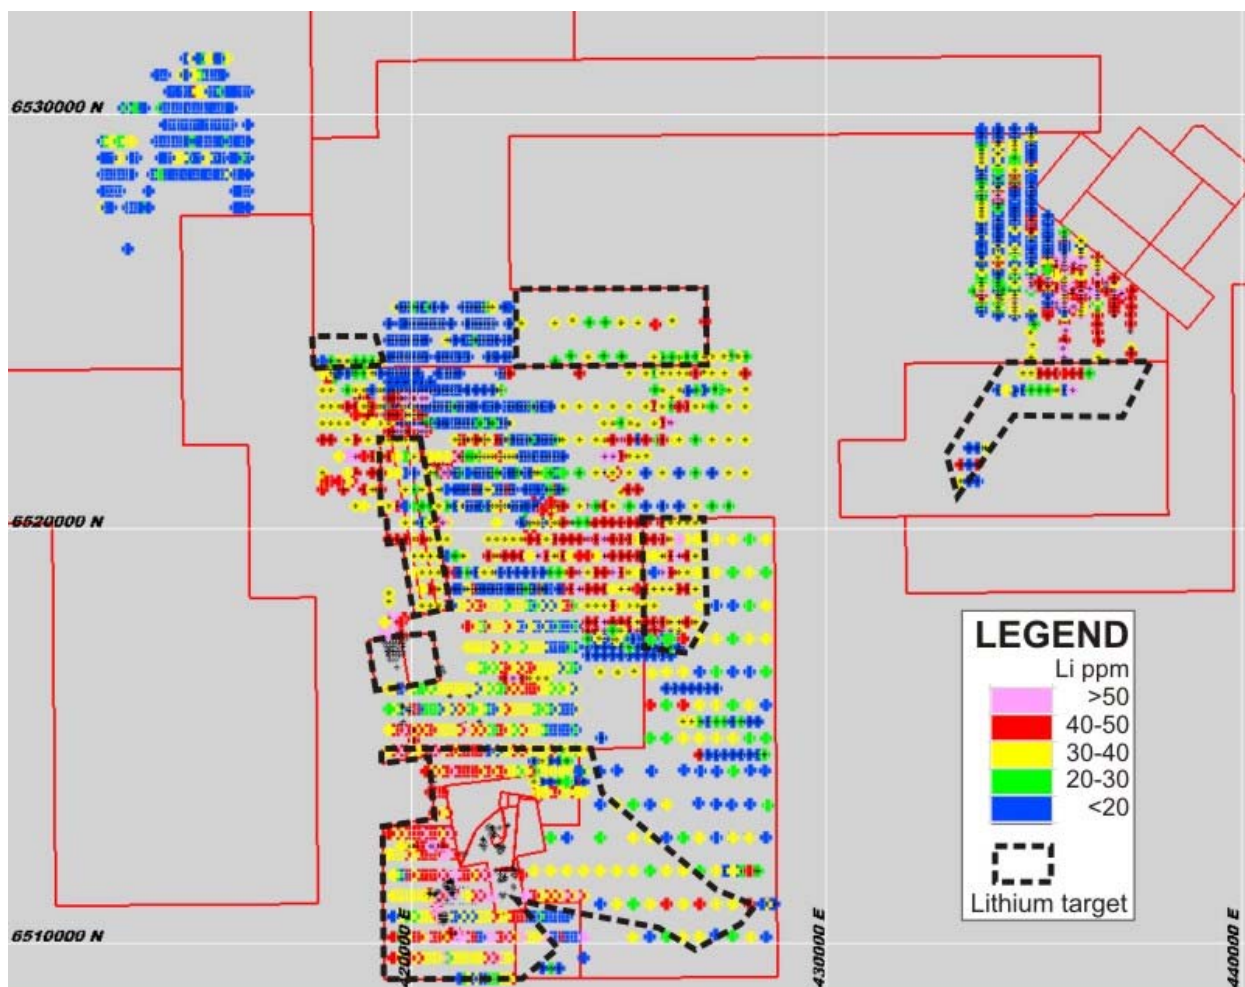 6530000 N
6520000 N
LEGEND
Li ppm
>50
40-50
30-40
20-30
<20
Lithium target
6510000 N
420000 E
430000 E
440000 E